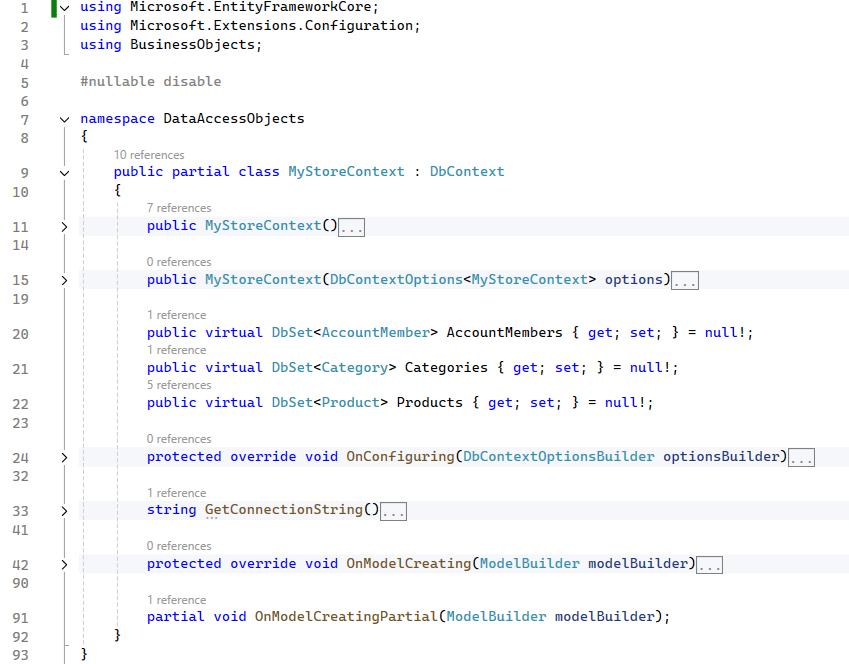 1 using Microsoft.EntityFrameworkCore;
2 using Microsoft.Extensions.Configuration;
3 using BusinessObjects;
4
5 #nullable disable
6
7 namespace DataAccessObjects
8 {
10 references
9 public partial class MyStoreContext : DbContext
10 {
7 references
11 public MyStoreContext()...
14
0 references
15 public MyStoreContext(DbContextOptions<MyStoreContext> options)...
19
1 reference
20 public virtual DbSet<AccountMember> AccountMembers { get; set; } = null!;
1 reference
21 public virtual DbSet<Category> Categories { get; set; } = null!;
5 references
22 public virtual DbSet<Product> Products { get; set; } = null!;
23
0 references
24 protected override void OnConfiguring(DbContextOptionsBuilder optionsBuilder)...
32
1 reference
33 string GetConnectionString()...
41
0 references
42 protected override void OnModelCreating(ModelBuilder modelBuilder)...
90
1 reference
91 partial void OnModelCreatingPartial(ModelBuilder modelBuilder);
92 }
93 }